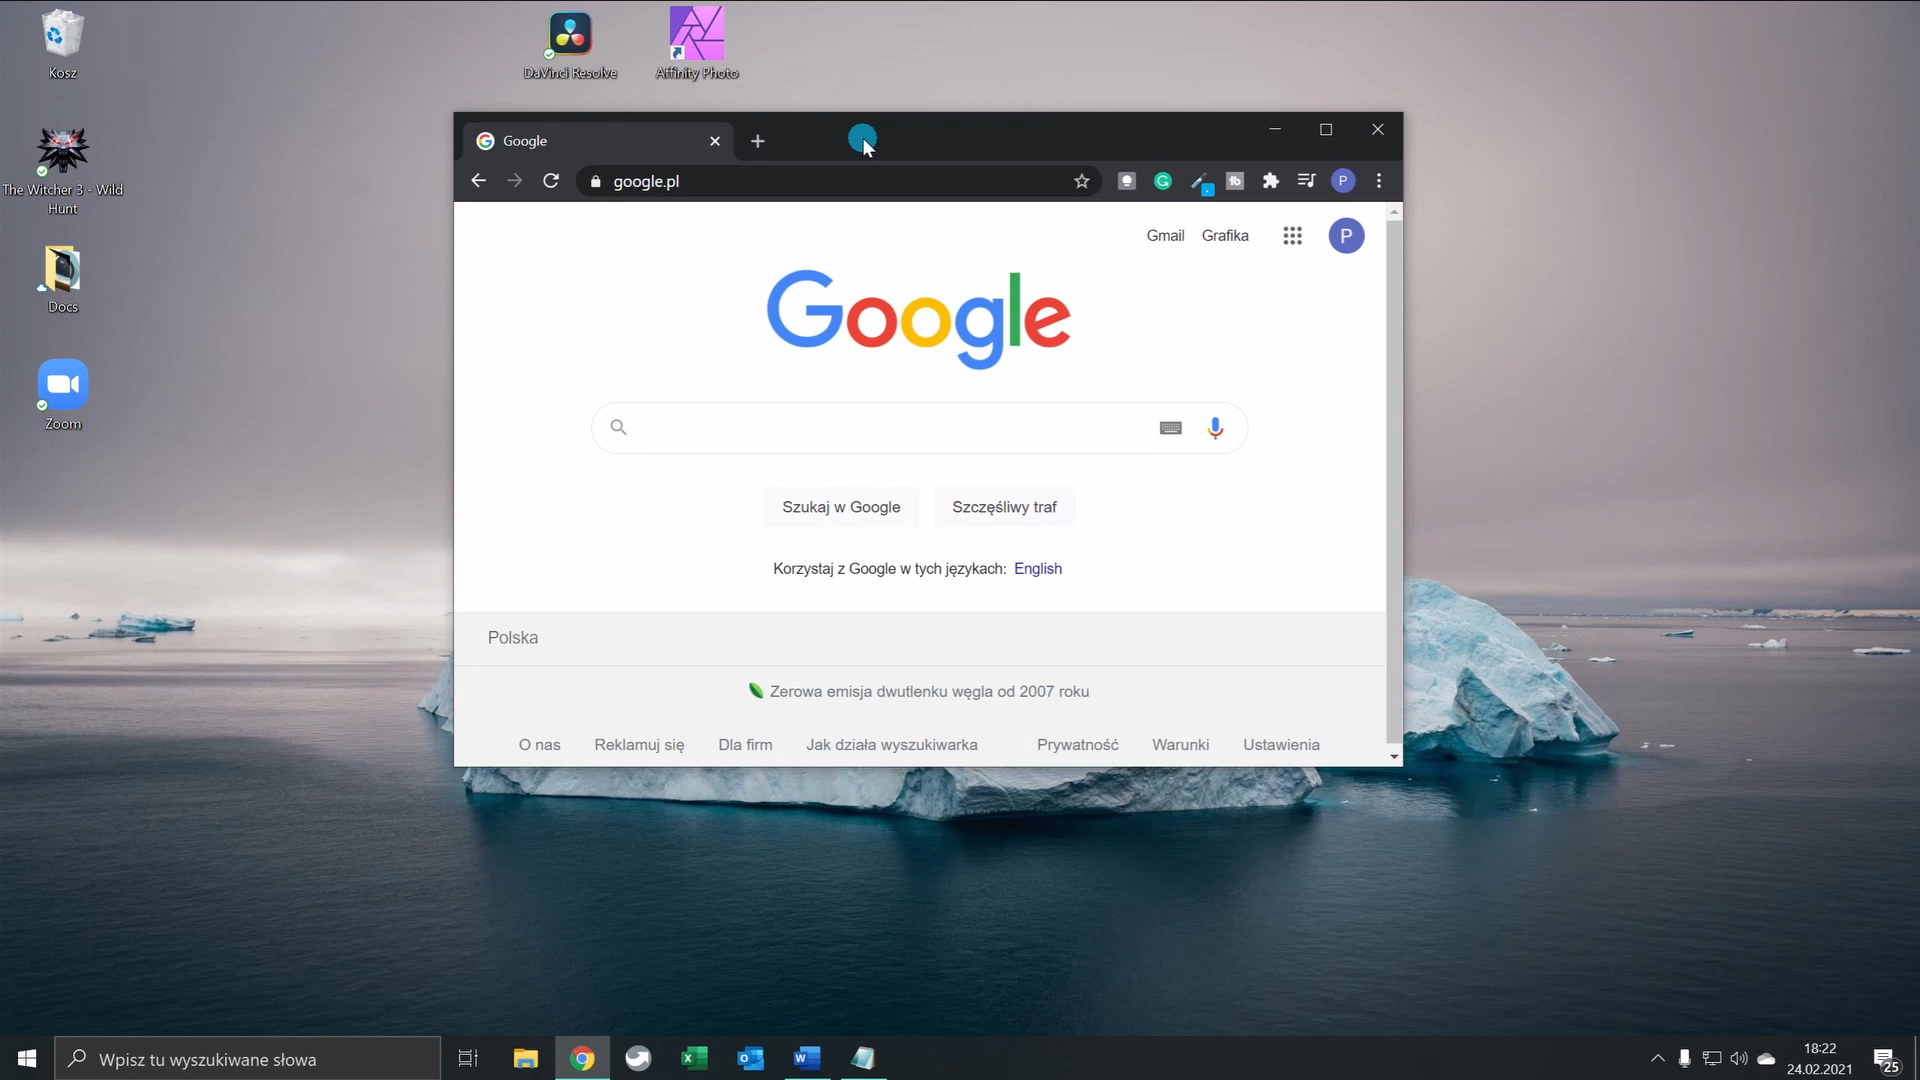 Kosz
DaVinci Resolve
Affinity Photo
The Witcher 3 - Wild
Hunt
Docs
Zoom
Google
google.pl
P
Gmail
Grafika
P
Google
Szukaj w Google
Szczęśliwy traf
Korzystaj z Google w tych językach: English
Polska
Zerowa emisja dwutlenku węgla od 2007 roku
O nas
Reklamuj się
Dla firm
Jak działa wyszukiwarka
Prywatność
Warunki
Ustawienia
Wpisz tu wyszukiwane słowa
18:22
24.02.2021
25